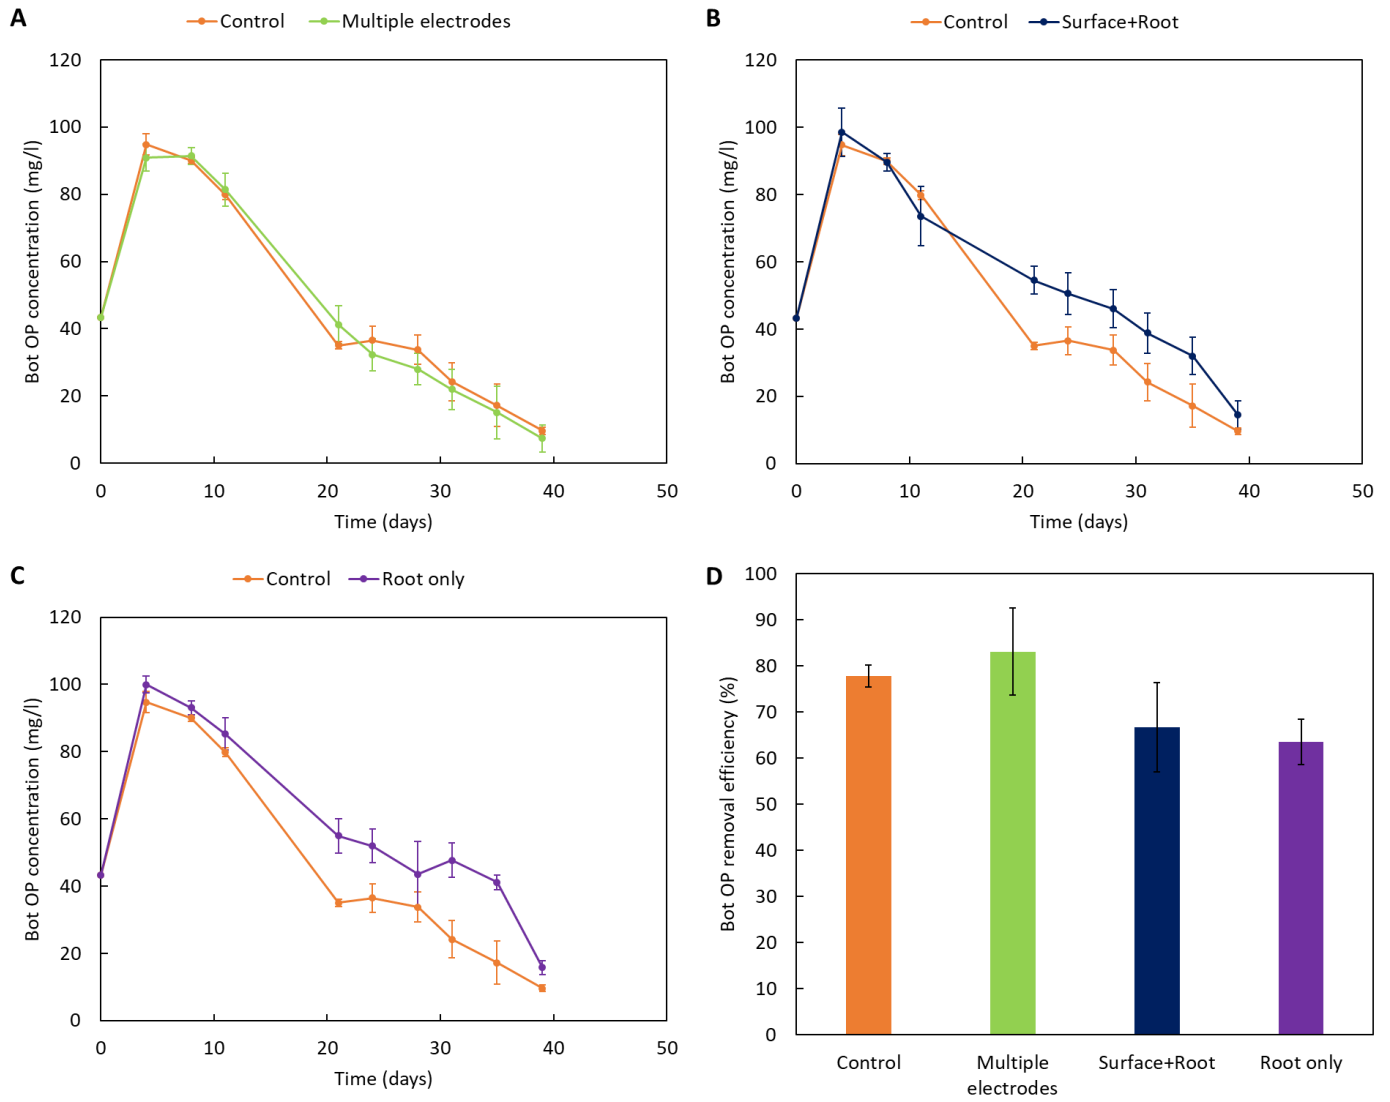 A
Control
Multiple electrodes
120
100
80
60
40
20
0
0 10 20 30 40 50
Bot OP concentration (mg/l)
Time (days)
B
Control
Surface+Root
120
100
80
60
40
20
0
0 10 20 30 40 50
Bot OP concentration (mg/l)
Time (days)
C
Control
Root only
120
100
80
60
40
20
0
0 10 20 30 40 50
Bot OP concentration (mg/l)
Time (days)
D
100
90
80
70
60
50
40
30
20
10
0
Bot OP removal efficiency (%)
Control
Multiple
electrodes
Surface+Root
Root only